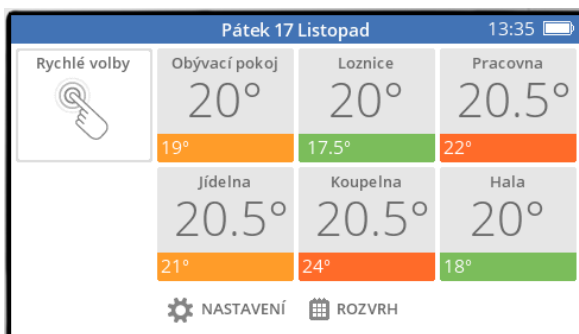 Pátek 17 Listopad 13:35
Rychlé volby
Obývací pokoj Loznice Pracovna
20° 20° 20.5°
19° 17.5° 22°
Jídelna Koupelna Hala
20.5° 20.5° 20°
21° 24° 18°
NASTAVENÍ ROZVRH